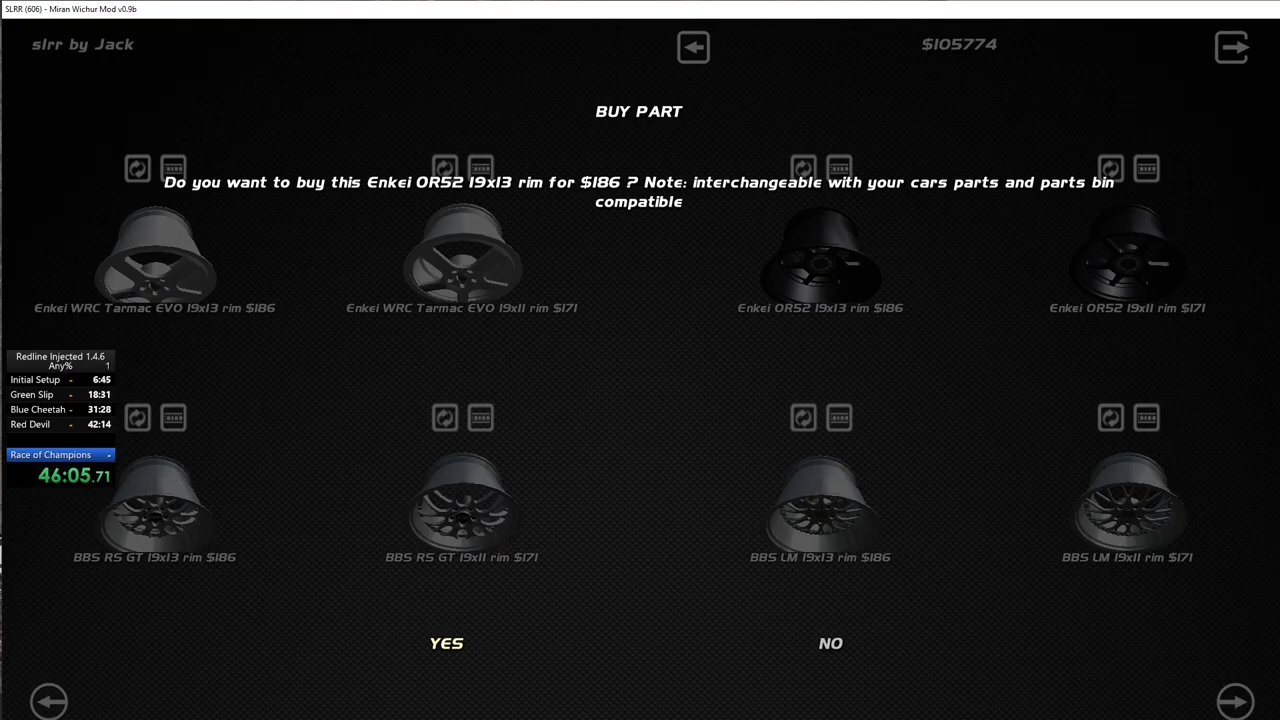 SLRR (606) - Miran Wichur Mod v0.9b
slrr by Jack
$105774
BUY PART
Do you want to buy this Enkei OR52 19x13 rim for $186 ? Note: interchangeable with your cars parts and parts bin
compatible
Enkei WRC Tarmac EVO 19x13 rim $186
Enkei WRC Tarmac EVO 19x11 rim $171
Enkei OR52 19x13 rim $186
Enkei OR52 19x11 rim $171
Redline Injected 1.4.6
Any% 1
Initial Setup - 6:45
Green Slip - 18:31
Blue Cheetah - 31:28
Red Devil - 42:14
Race of Champions -
46:05.71
BBS RS GT 19x13 rim $186
BBS RS GT 19x11 rim $171
BBS LM 19x13 rim $186
BBS LM 19x11 rim $171
YES
NO